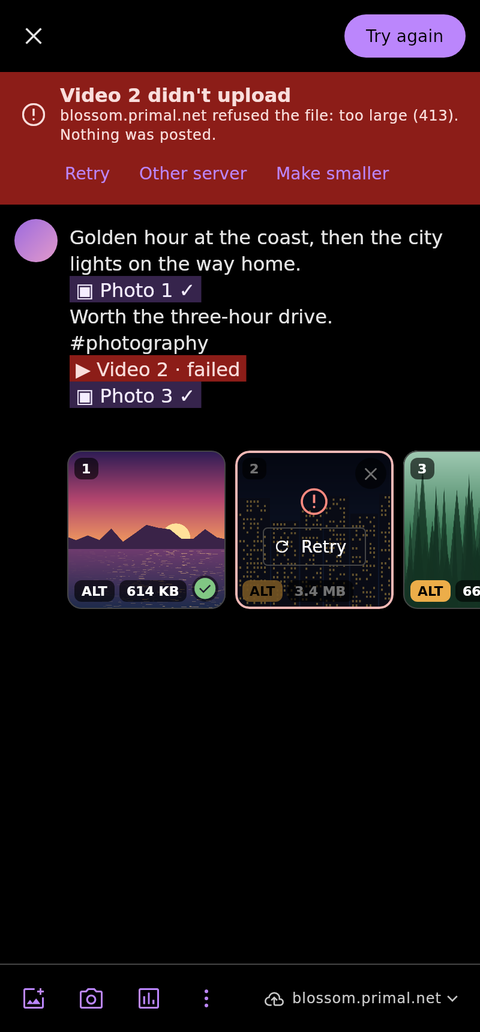 Try again
Video 2 didn't upload
blossom.primal.net refused the file: too large (413).
Nothing was posted.
Retry Other server Make smaller
Golden hour at the coast, then the city
lights on the way home.
▣ Photo 1 ✓
Worth the three-hour drive.
#photography
▶ Video 2 · failed
▣ Photo 3 ✓
1 2 3
Retry
ALT 614 KB ALT 3.4 MB ALT 66
blossom.primal.net